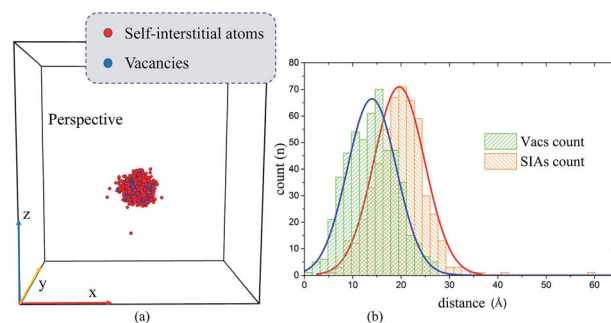 Self-interstitial atoms
Vacancies
Perspective
z
y
x
(a)
80
70
60
50
40
30
20
10
0
count (n)
Vacs count
SIAs count
0
10
20
30
40
50
60
distance (Å)
(b)